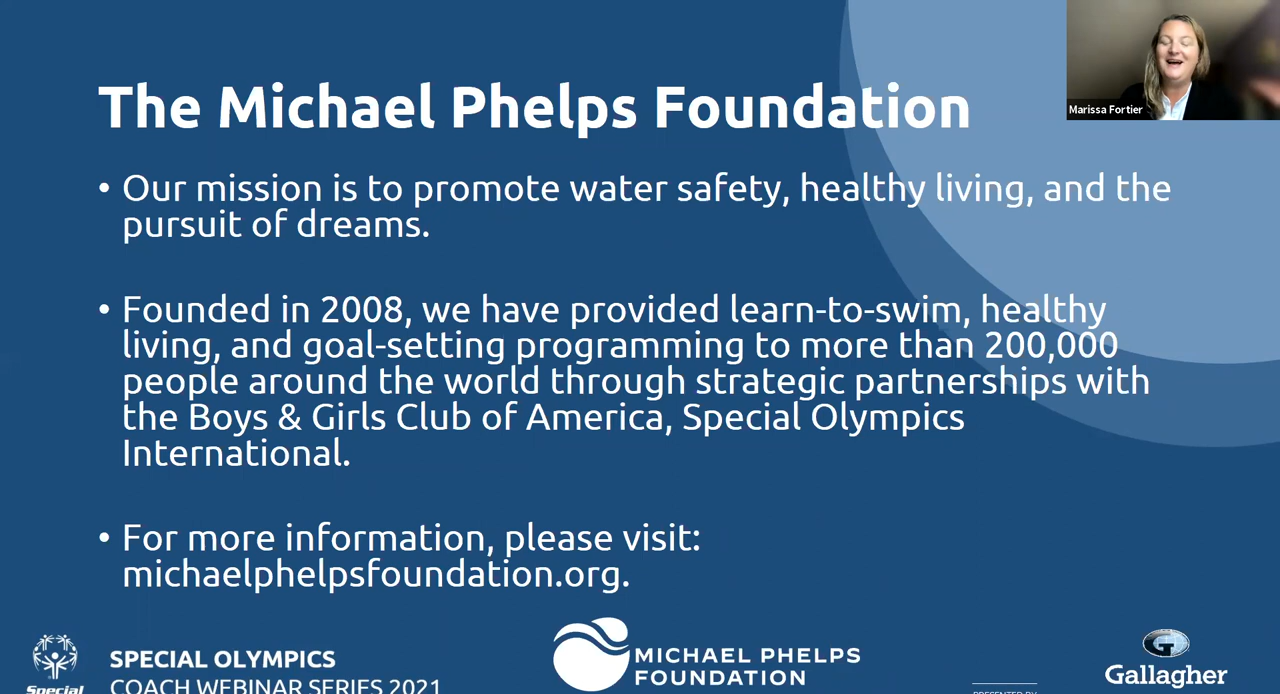 The Michael Phelps Foundation
Marissa Fortier
• Our mission is to promote water safety, healthy living, and the
pursuit of dreams.
• Founded in 2008, we have provided learn-to-swim, healthy
living, and goal-setting programming to more than 200,000
people around the world through strategic partnerships with
the Boys & Girls Club of America, Special Olympics
International.
• For more information, please visit:
michaelphelpsfoundation.org.
Special
SPECIAL OLYMPICS
COACH WEBINAR SERIES 2021
MICHAEL PHELPS
FOUNDATION
PRESENTED BY
G
Gallagher